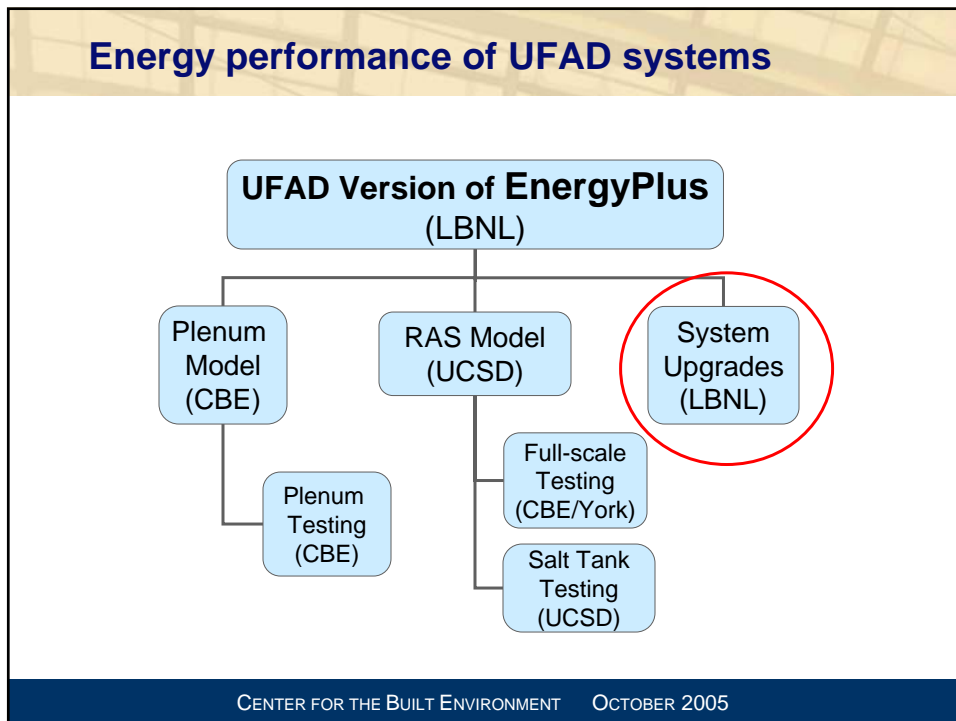 Energy performance of UFAD systems
UFAD Version of EnergyPlus
(LBNL)
Plenum
Model
(CBE)
RAS Model
(UCSD)
System
Upgrades
(LBNL)
Plenum
Testing
(CBE)
Full-scale
Testing
(CBE/York)
Salt Tank
Testing
(UCSD)
CENTER FOR THE BUILT ENVIRONMENT OCTOBER 2005